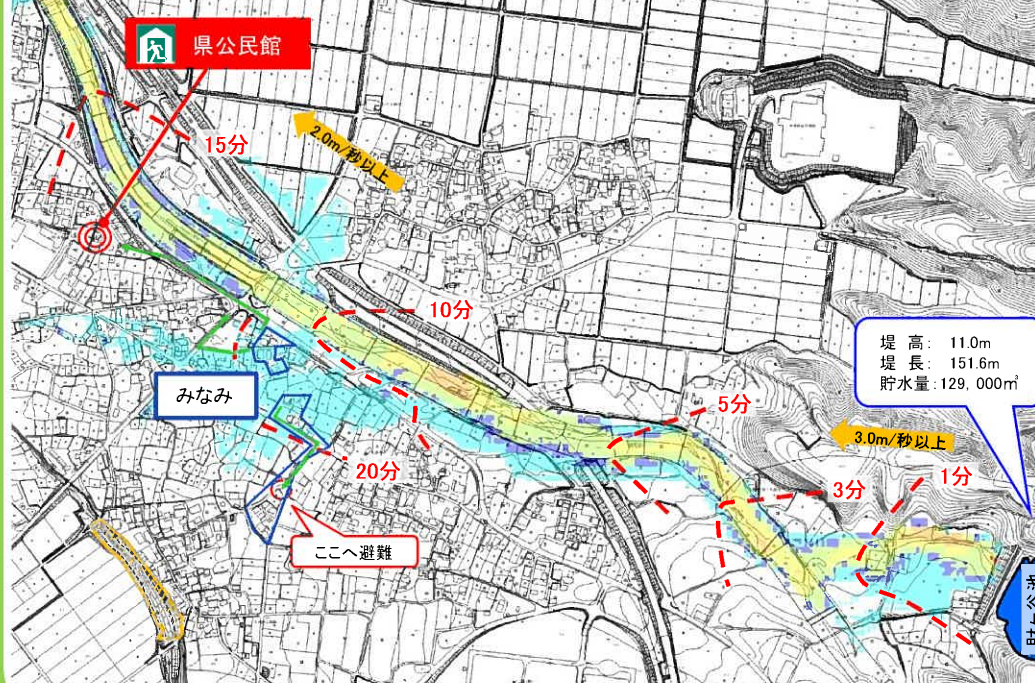 県公民館
15分
2.0m/秒以上
10分
堤 高: 11.0m
堤 長: 151.6m
貯水量:129,000㎥
みなみ
5分
3.0m/秒以上
20分
3分
1分
ここへ避難